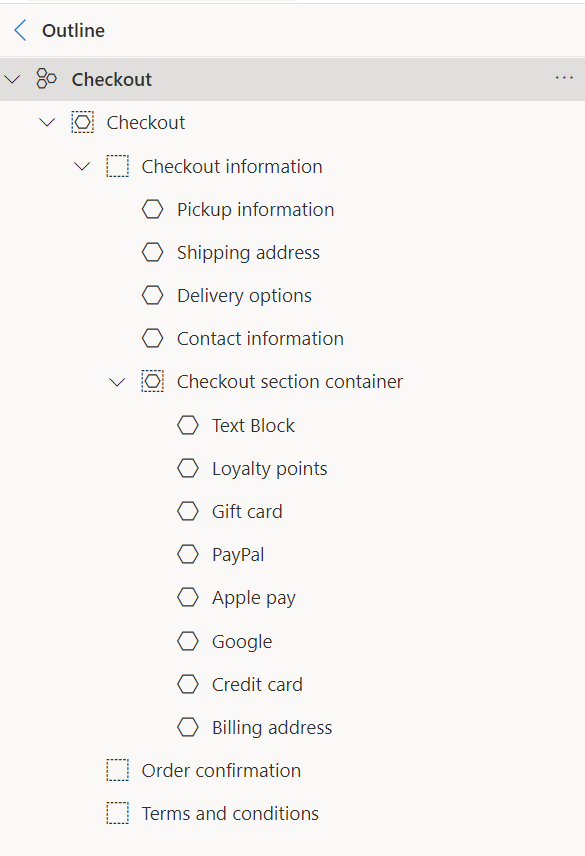 Outline
Checkout
Checkout
Checkout information
Pickup information
Shipping address
Delivery options
Contact information
Checkout section container
Text Block
Loyalty points
Gift card
PayPal
Apple pay
Google
Credit card
Billing address
Order confirmation
Terms and conditions